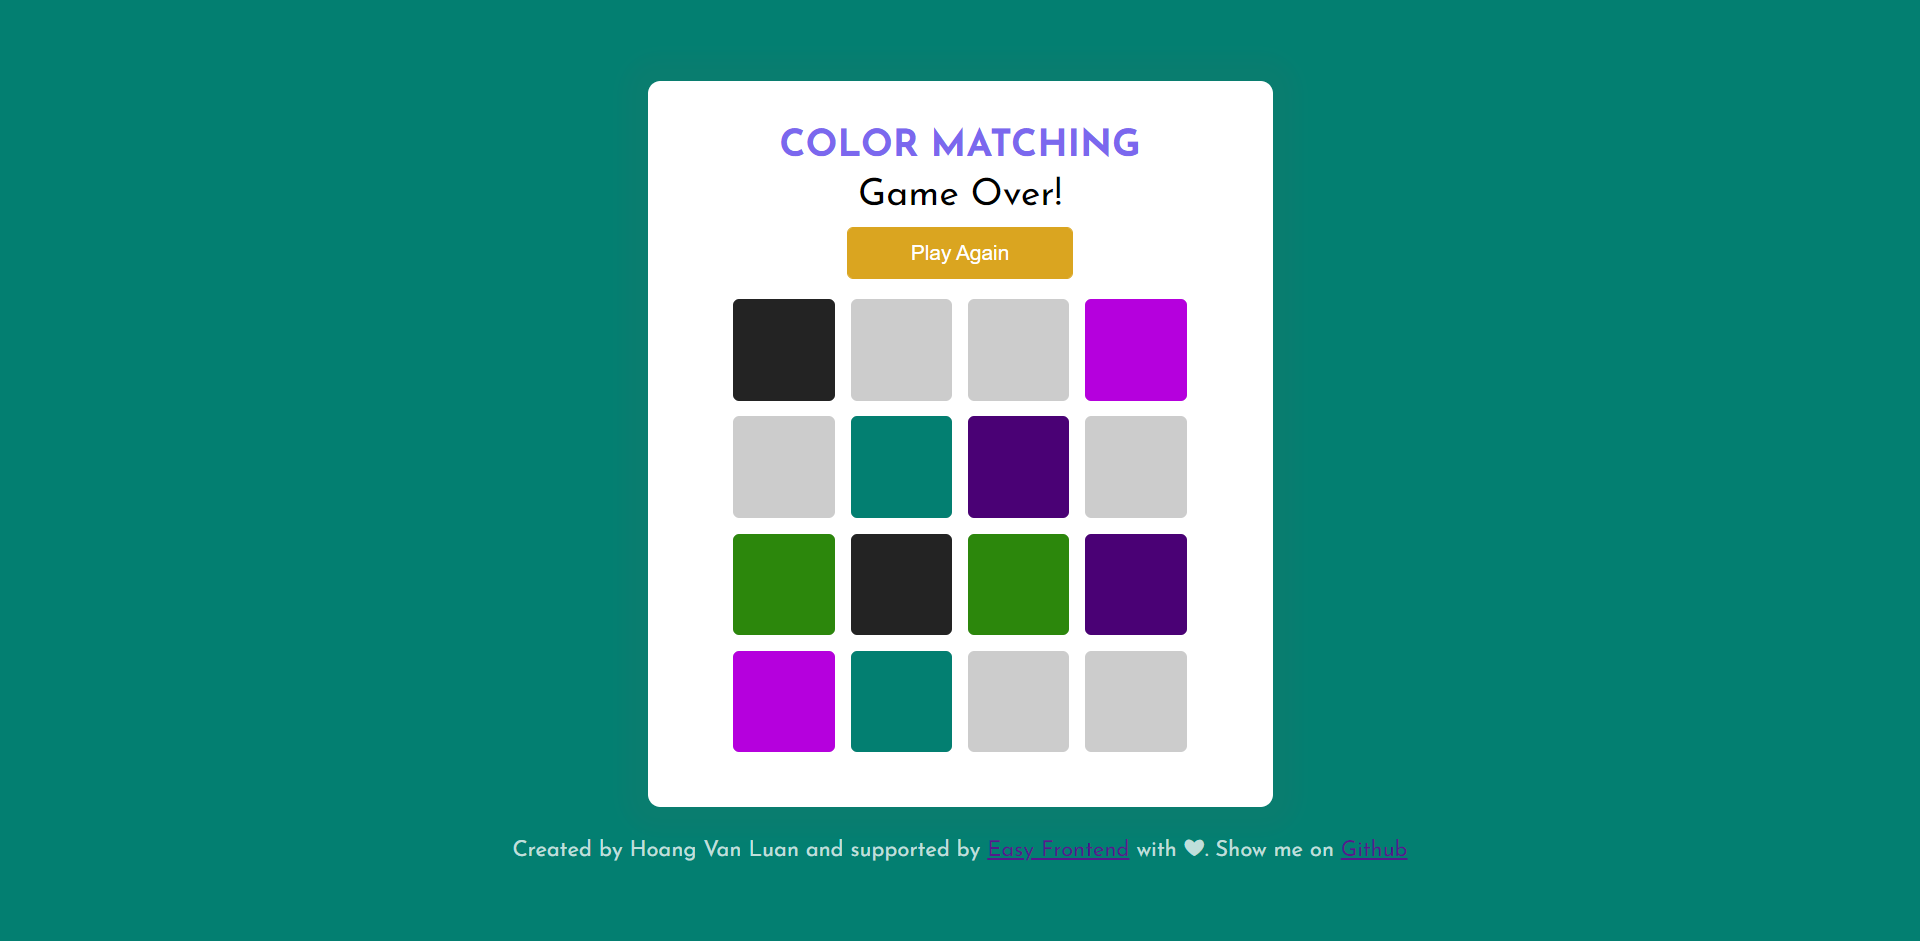 COLOR MATCHING
Game Over!
Play Again
Created by Hoang Van Luan and supported by Easy Frontend with ♥. Show me on Github